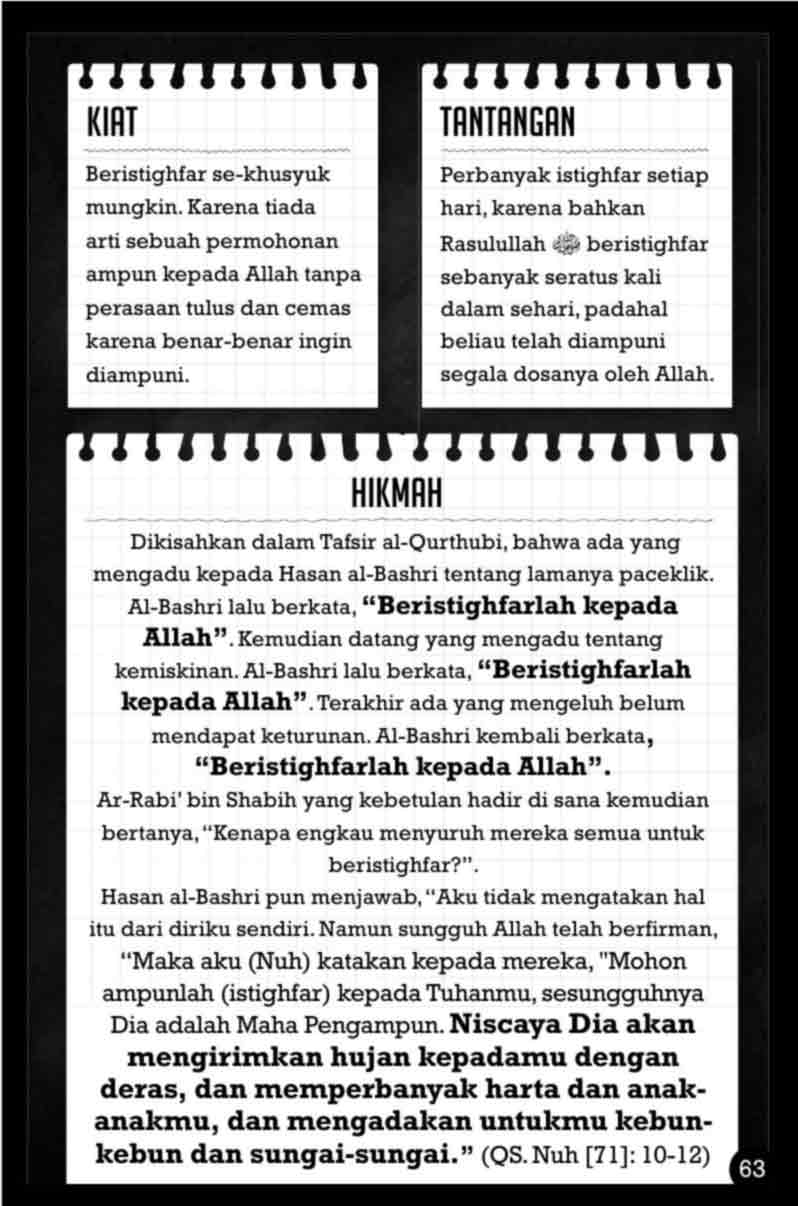 KIAT
Beristighfar se-khusyuk
mungkin. Karena tiada
arti sebuah permohonan
ampun kepada Allah tanpa
perasaan tulus dan cemas
karena benar-benar ingin
diampuni.
TANTANGAN
Perbanyak istighfar setiap
hari, karena bahkan
Rasulullah ﷺ beristighfar
sebanyak seratus kali
dalam sehari, padahal
beliau telah diampuni
segala dosanya oleh Allah.
HIKMAH
Dikisahkan dalam Tafsir al-Qurthubi, bahwa ada yang
mengadu kepada Hasan al-Bashri tentang lamanya paceklik.
Al-Bashri lalu berkata, “Beristighfarlah kepada
Allah”. Kemudian datang yang mengadu tentang
kemiskinan. Al-Bashri lalu berkata, “Beristighfarlah
kepada Allah”. Terakhir ada yang mengeluh belum
mendapat keturunan. Al-Bashri kembali berkata,
“Beristighfarlah kepada Allah”.
Ar-Rabi’ bin Shabih yang kebetulan hadir di sana kemudian
bertanya, “Kenapa engkau menyuruh mereka semua untuk
beristighfar?”.
Hasan al-Bashri pun menjawab, “Aku tidak mengatakan hal
itu dari diriku sendiri. Namun sungguh Allah telah berfirman,
“Maka aku (Nuh) katakan kepada mereka, "Mohon
ampunlah (istighfar) kepada Tuhanmu, sesungguhnya
Dia adalah Maha Pengampun. Niscaya Dia akan
mengirimkan hujan kepadamu dengan
deras, dan memperbanyak harta dan anak-
anakmu, dan mengadakan untukmu kebun-
kebun dan sungai-sungai.” (QS. Nuh [71]: 10-12)
63